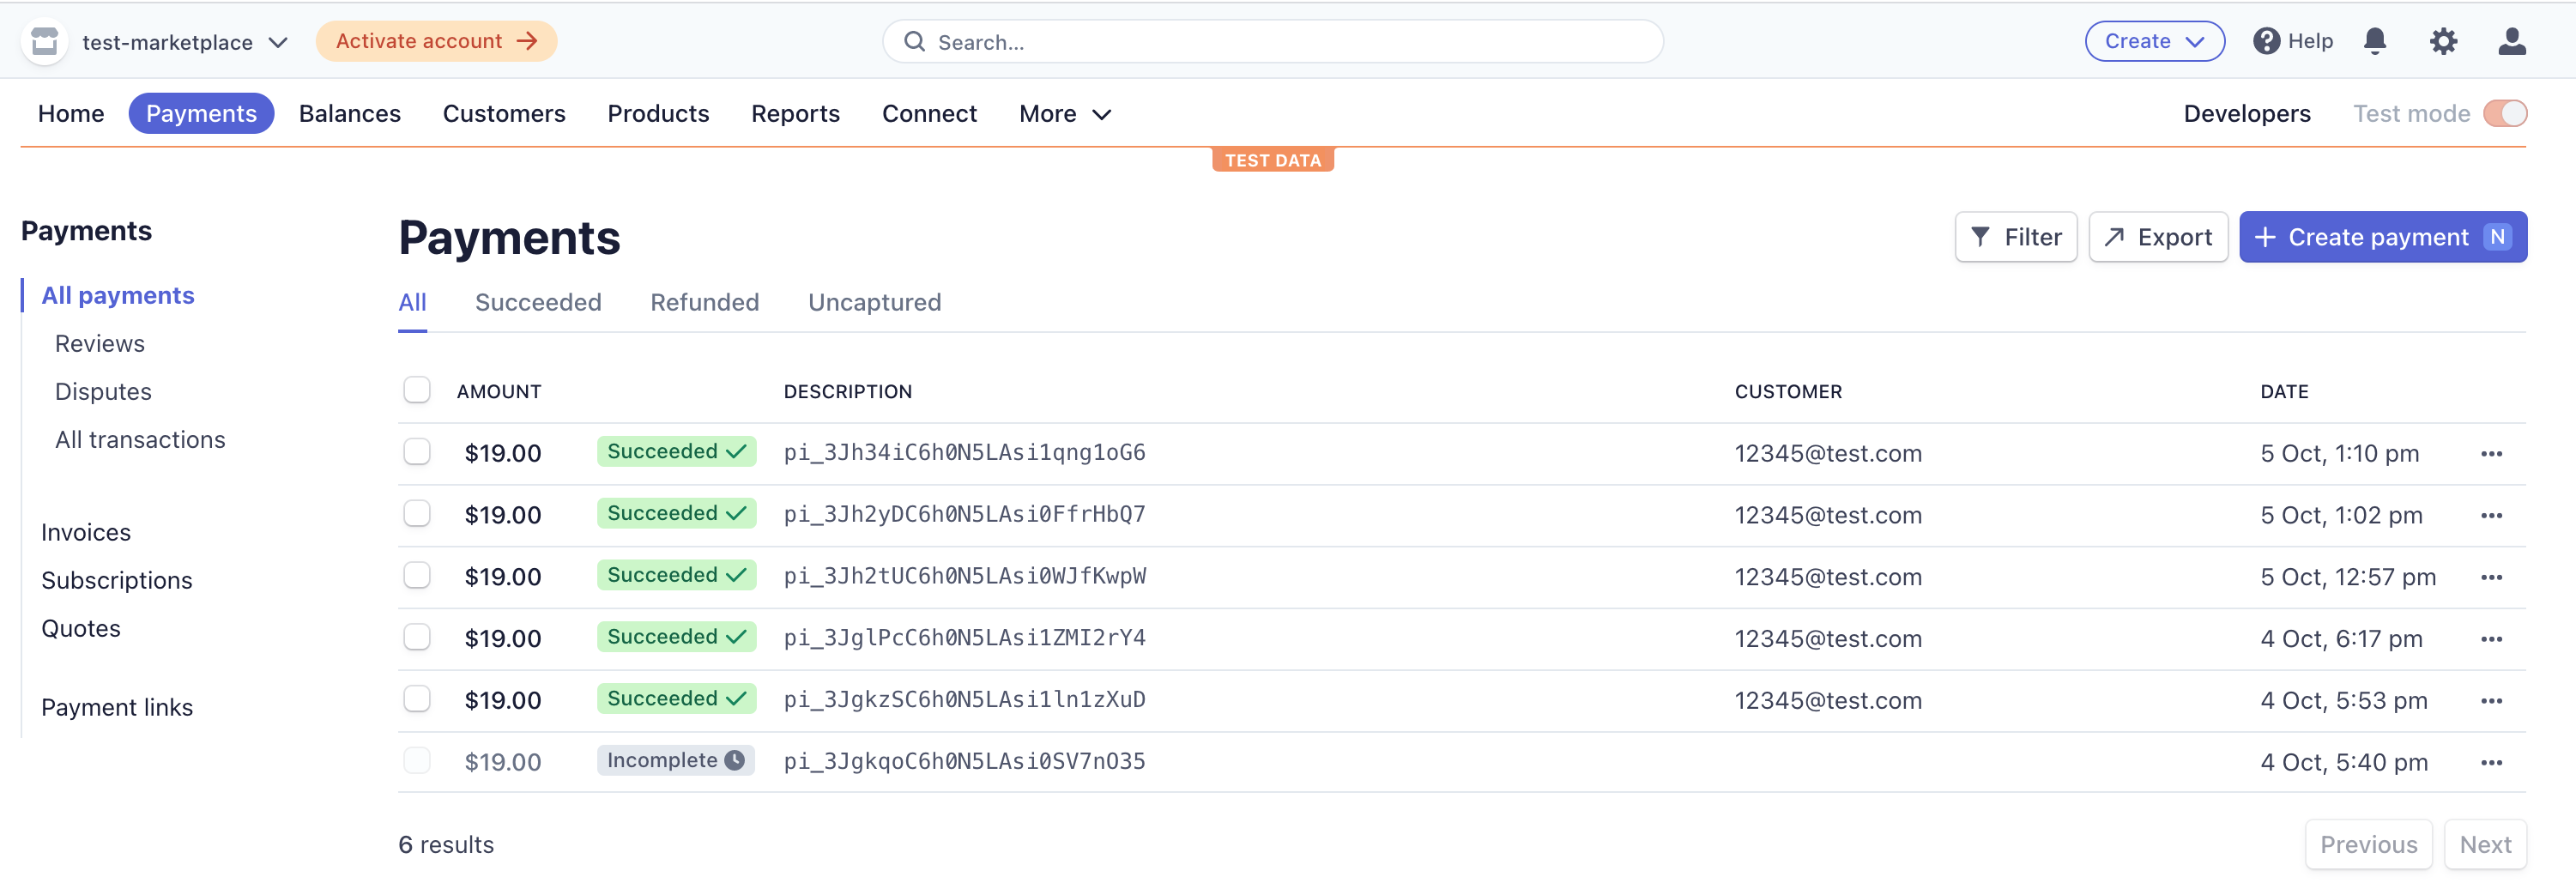 test-marketplace Activate account → Search... Create Help
Home Payments Balances Customers Products Reports Connect More Developers Test mode
TEST DATA
Payments
All payments
Reviews
Disputes
All transactions
Invoices
Subscriptions
Quotes
Payment links
Payments Filter Export + Create payment N
All Succeeded Refunded Uncaptured
AMOUNT DESCRIPTION CUSTOMER DATE
$19.00 Succeeded ✓ pi_3Jh34iC6h0N5LAsi1qng1oG6 12345@test.com 5 Oct, 1:10 pm
$19.00 Succeeded ✓ pi_3Jh2yDC6h0N5LAsi0FfrHbQ7 12345@test.com 5 Oct, 1:02 pm
$19.00 Succeeded ✓ pi_3Jh2tUC6h0N5LAsi0WJfKwpW 12345@test.com 5 Oct, 12:57 pm
$19.00 Succeeded ✓ pi_3JglPcC6h0N5LAsi1ZMI2rY4 12345@test.com 4 Oct, 6:17 pm
$19.00 Succeeded ✓ pi_3JgkzSC6h0N5LAsi1ln1zXuD 12345@test.com 4 Oct, 5:53 pm
$19.00 Incomplete pi_3JgkqoC6h0N5LAsi0SV7nO35 4 Oct, 5:40 pm
6 results Previous Next